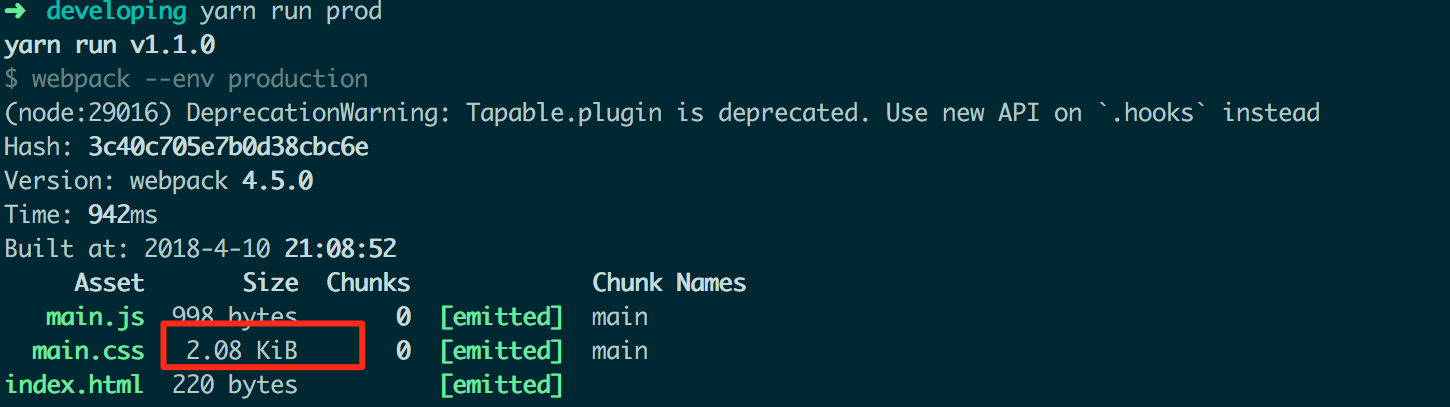 ➜ developing yarn run prod
yarn run v1.1.0
$ webpack --env production
(node:29016) DeprecationWarning: Tapable.plugin is deprecated. Use new API on `.hooks` instead
Hash: 3c40c705e7b0d38cbc6e
Version: webpack 4.5.0
Time: 942ms
Built at: 2018-4-10 21:08:52
Asset Size Chunks Chunk Names
main.js 998 bytes 0 [emitted] main
main.css 2.08 KiB 0 [emitted] main
index.html 220 bytes [emitted]